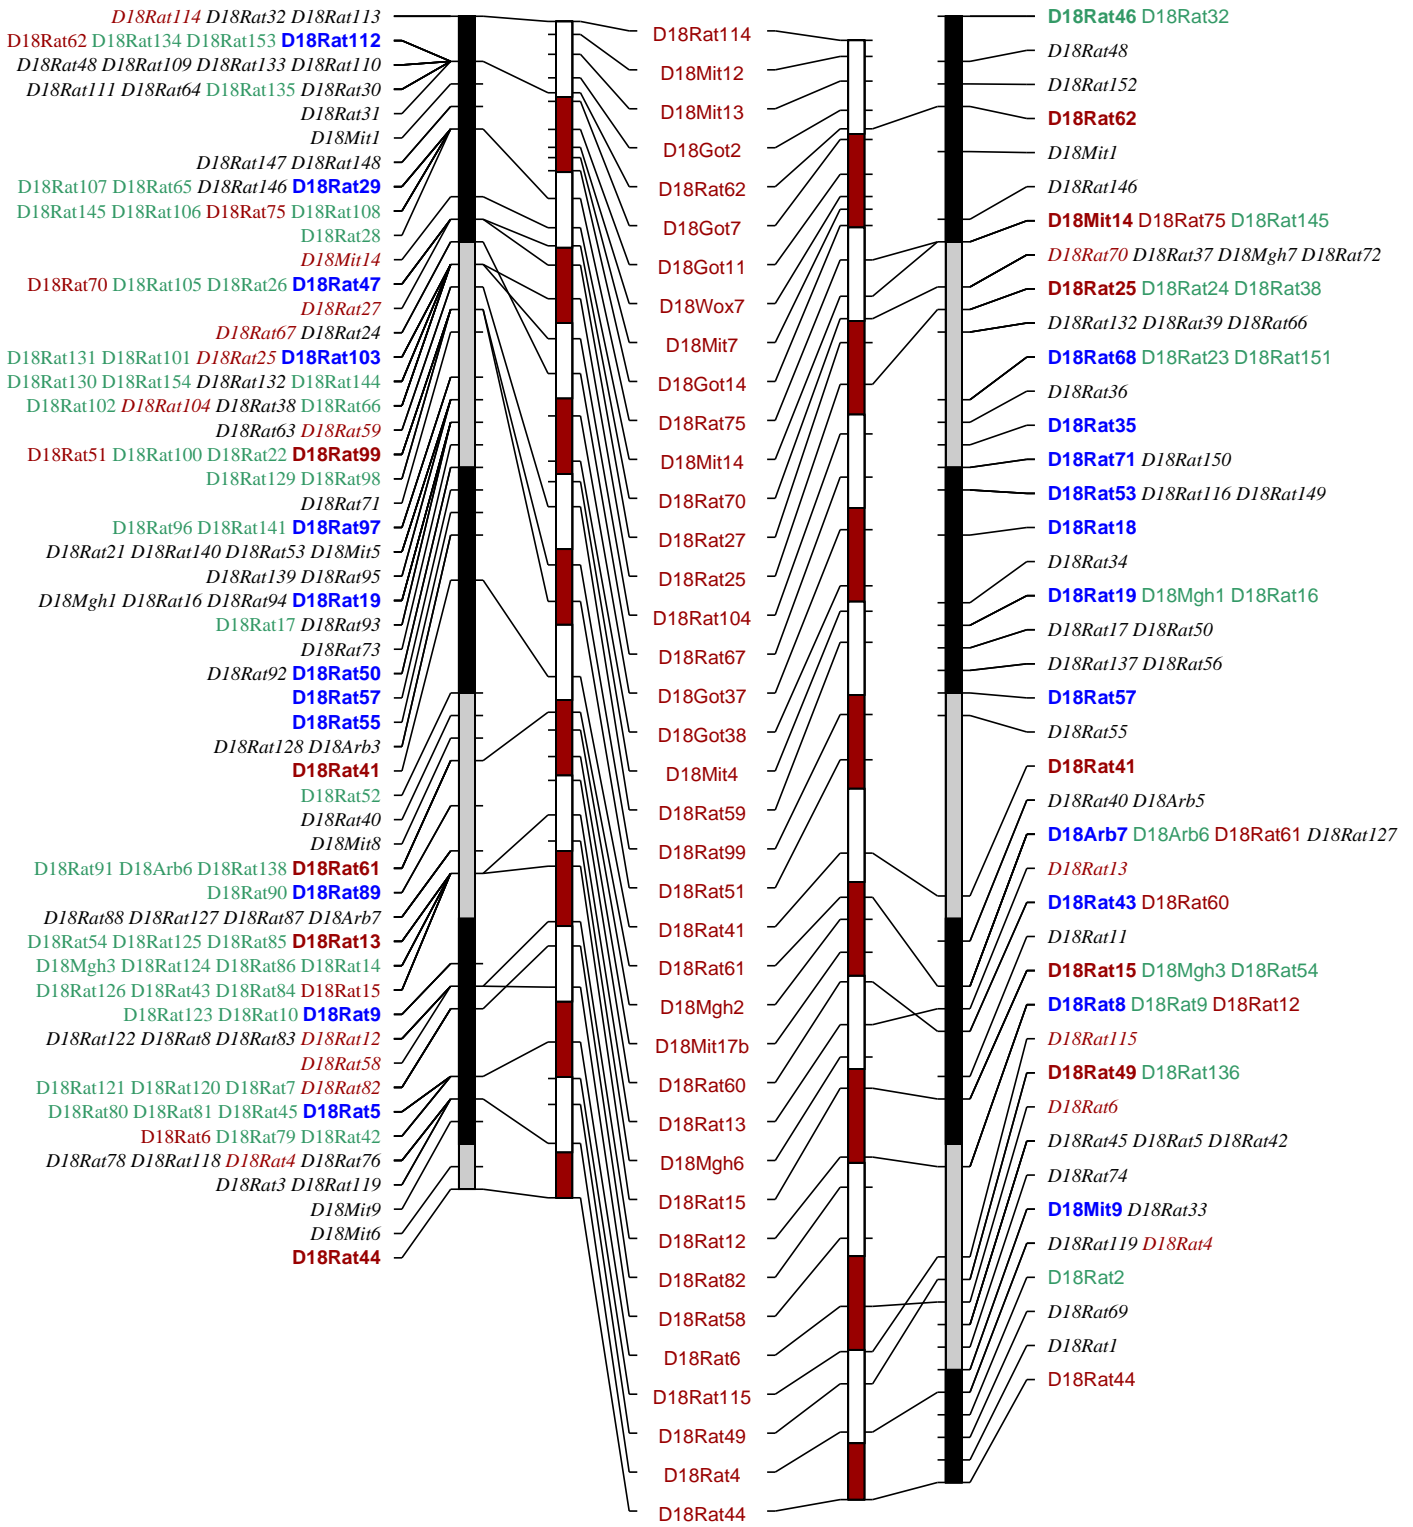 D18Rat114 D18Rat32 D18Rat113
D18Rat62 D18Rat134 D18Rat153 D18Rat112
D18Rat48 D18Rat109 D18Rat133 D18Rat110
D18Rat111 D18Rat64 D18Rat135 D18Rat30
D18Rat31
D18Mit1
D18Rat147 D18Rat148
D18Rat107 D18Rat65 D18Rat146 D18Rat29
D18Rat145 D18Rat106 D18Rat75 D18Rat108
D18Rat28
D18Mit14
D18Rat70 D18Rat105 D18Rat26 D18Rat47
D18Rat27
D18Rat67 D18Rat24
D18Rat131 D18Rat101 D18Rat25 D18Rat103
D18Rat130 D18Rat154 D18Rat132 D18Rat144
D18Rat102 D18Rat104 D18Rat38 D18Rat66
D18Rat63 D18Rat59
D18Rat51 D18Rat100 D18Rat22 D18Rat99
D18Rat129 D18Rat98
D18Rat71
D18Rat96 D18Rat141 D18Rat97
D18Rat21 D18Rat140 D18Rat53 D18Mit5
D18Rat139 D18Rat95
D18Mgh1 D18Rat16 D18Rat94 D18Rat19
D18Rat17 D18Rat93
D18Rat73
D18Rat92 D18Rat50
D18Rat57
D18Rat55
D18Rat128 D18Arb3
D18Rat41
D18Rat52
D18Rat40
D18Mit8
D18Rat91 D18Arb6 D18Rat138 D18Rat61
D18Rat90 D18Rat89
D18Rat88 D18Rat127 D18Rat87 D18Arb7
D18Rat54 D18Rat125 D18Rat85 D18Rat13
D18Mgh3 D18Rat124 D18Rat86 D18Rat14
D18Rat126 D18Rat43 D18Rat84 D18Rat15
D18Rat123 D18Rat10 D18Rat9
D18Rat122 D18Rat8 D18Rat83 D18Rat12
D18Rat58
D18Rat121 D18Rat120 D18Rat7 D18Rat82
D18Rat80 D18Rat81 D18Rat45 D18Rat5
D18Rat6 D18Rat79 D18Rat42
D18Rat78 D18Rat118 D18Rat4 D18Rat76
D18Rat3 D18Rat119
D18Mit9
D18Mit6
D18Rat44
D18Rat114
D18Mit12
D18Mit13
D18Got2
D18Rat62
D18Got7
D18Got11
D18Wox7
D18Mit7
D18Got14
D18Rat75
D18Mit14
D18Rat70
D18Rat27
D18Rat25
D18Rat104
D18Rat67
D18Got37
D18Got38
D18Mit4
D18Rat59
D18Rat99
D18Rat51
D18Rat41
D18Rat61
D18Mgh2
D18Mit17b
D18Rat60
D18Rat13
D18Mgh6
D18Rat15
D18Rat12
D18Rat82
D18Rat58
D18Rat6
D18Rat115
D18Rat49
D18Rat4
D18Rat44
D18Rat46 D18Rat32
D18Rat48
D18Rat152
D18Rat62
D18Mit1
D18Rat146
D18Mit14 D18Rat75 D18Rat145
D18Rat70 D18Rat37 D18Mgh7 D18Rat72
D18Rat25 D18Rat24 D18Rat38
D18Rat132 D18Rat39 D18Rat66
D18Rat68 D18Rat23 D18Rat151
D18Rat36
D18Rat35
D18Rat71 D18Rat150
D18Rat53 D18Rat116 D18Rat149
D18Rat18
D18Rat34
D18Rat19 D18Mgh1 D18Rat16
D18Rat17 D18Rat50
D18Rat137 D18Rat56
D18Rat57
D18Rat55
D18Rat41
D18Rat40 D18Arb5
D18Arb7 D18Arb6 D18Rat61 D18Rat127
D18Rat13
D18Rat43 D18Rat60
D18Rat11
D18Rat15 D18Mgh3 D18Rat54
D18Rat8 D18Rat9 D18Rat12
D18Rat115
D18Rat49 D18Rat136
D18Rat6
D18Rat45 D18Rat5 D18Rat42
D18Rat74
D18Mit9 D18Rat33
D18Rat119 D18Rat4
D18Rat2
D18Rat69
D18Rat1
D18Rat44